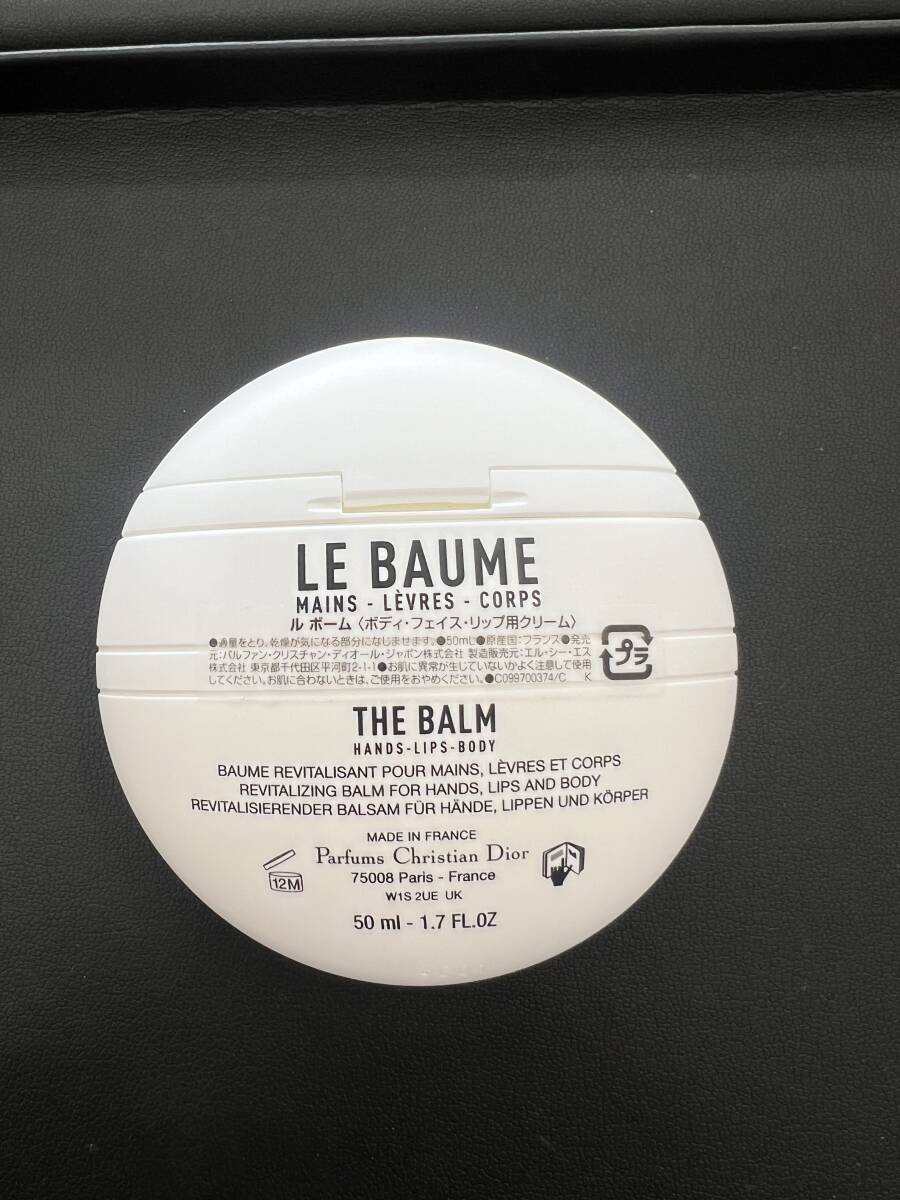 LE BAUME
MAINS - LÈVRES - CORPS
ル ボーム〈ボディ・フェイス・リップ用クリーム〉
●適量をとり、乾燥が気になる部分になじませます。●50mL●原産国:フランス●発売
元:パルファン・クリスチャン・ディオール・ジャポン株式会社 製造販売元:エル・シー・エス
株式会社 東京都千代田区平河町2-1-1●お肌に異常が生じていないかよく注意して使用
してください。お肌に合わないときは、ご使用をおやめください。●C099700374/C K
プラ
THE BALM
HANDS-LIPS-BODY
BAUME REVITALISANT POUR MAINS, LÈVRES ET CORPS
REVITALIZING BALM FOR HANDS, LIPS AND BODY
REVITALISIERENDER BALSAM FÜR HÄNDE, LIPPEN UND KÖRPER
MADE IN FRANCE
Parfums Christian Dior
12M
75008 Paris - France
W1S 2UE UK
50 ml - 1.7 FL.OZ